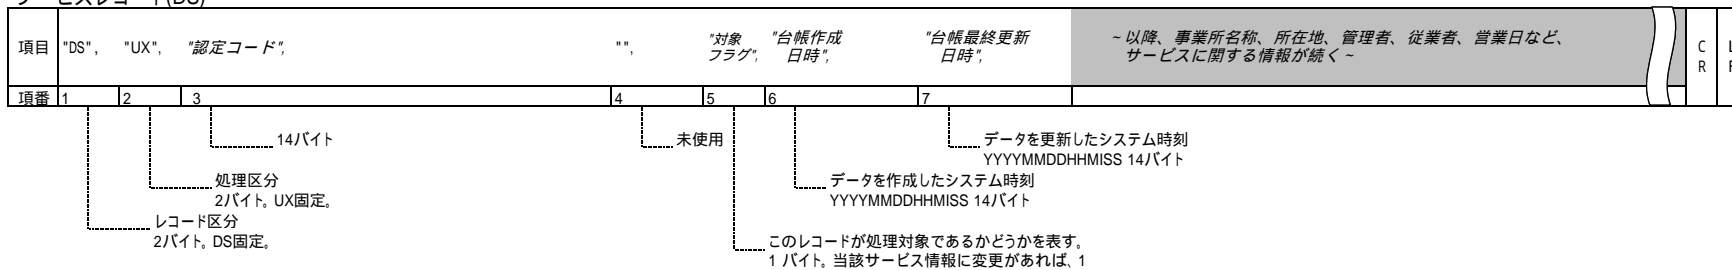 サービスレコード(DS)
項目 "DS", "UX", "認定コード", "", "対象 "台帳作成 "台帳最終更新 ~以降、事業所名称、所在地、管理者、従業者、営業日など、 C L
フラグ", 日時", 日時", サービスに関する情報が続く~ R F
項番 1 2 3 4 5 6 7
14バイト 未使用 データを更新したシステム時刻
YYYYMMDDHHMISS 14バイト
処理区分 データを作成したシステム時刻
2バイト。UX固定。 YYYYMMDDHHMISS 14バイト
レコード区分
2バイト。DS固定。 このレコードが処理対象であるかどうかを表す。
1 バイト。当該サービス情報に変更があれば、1